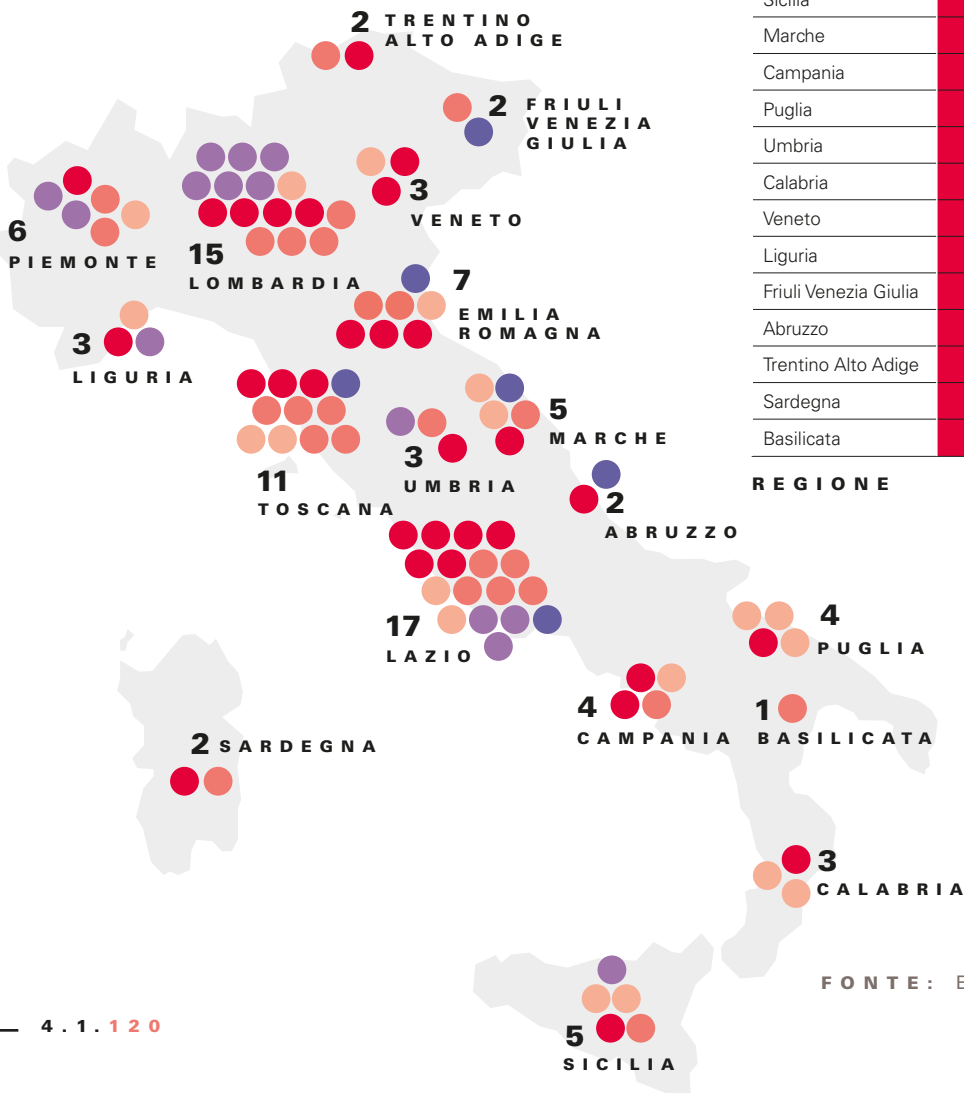 2 TRENTINO
ALTO ADIGE
2 FRIULI
VENEZIA
GIULIA
3
VENETO
6
PIEMONTE
15
LOMBARDIA
7
EMILIA
ROMAGNA
3
LIGURIA
11
TOSCANA
3
UMBRIA
5
MARCHE
2
ABRUZZO
17
LAZIO
4
PUGLIA
4
CAMPANIA
1
BASILICATA
2 SARDEGNA
3
CALABRIA
5
SICILIA
Sicilia
Marche
Campania
Puglia
Umbria
Calabria
Veneto
Liguria
Friuli Venezia Giulia
Abruzzo
Trentino Alto Adige
Sardegna
Basilicata
REGIONE
FONTE:
4.1.120